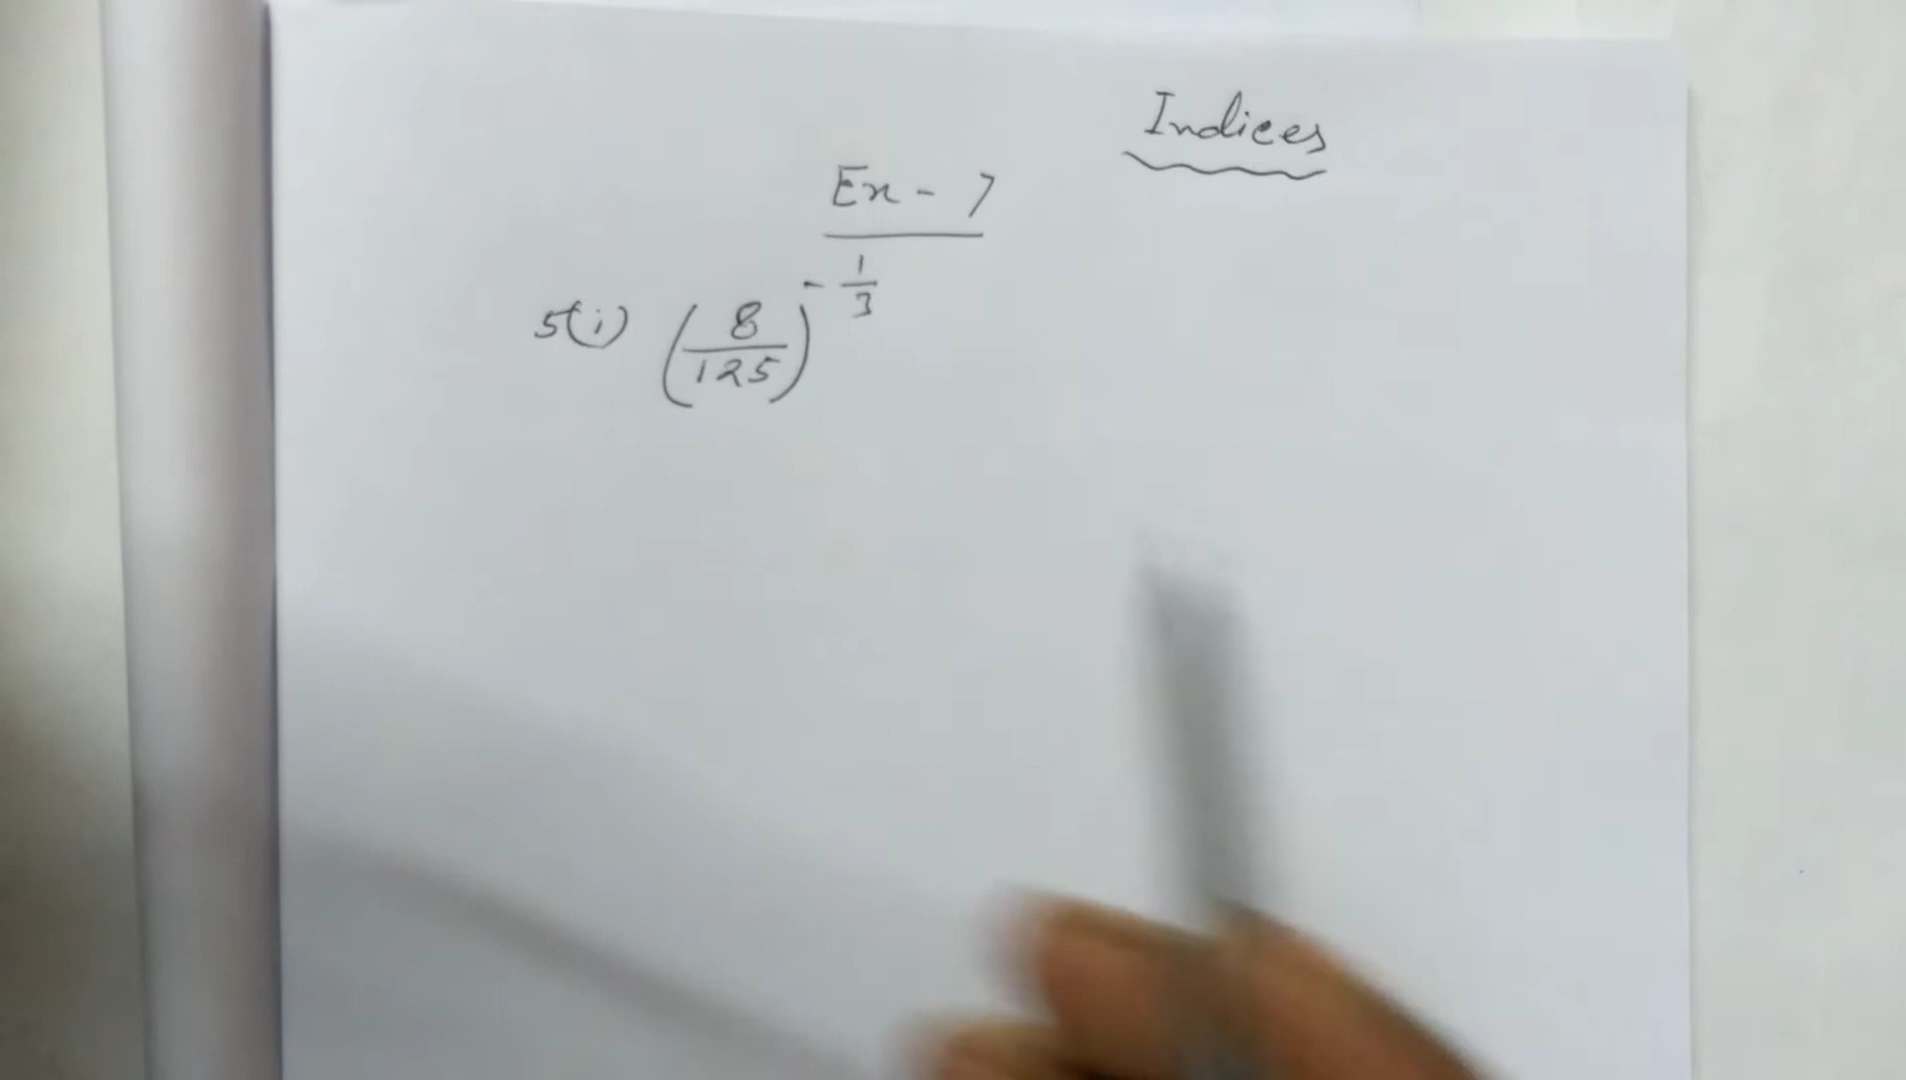 Indices
Ex - 7
5(i) (8/125)^(-1/3)